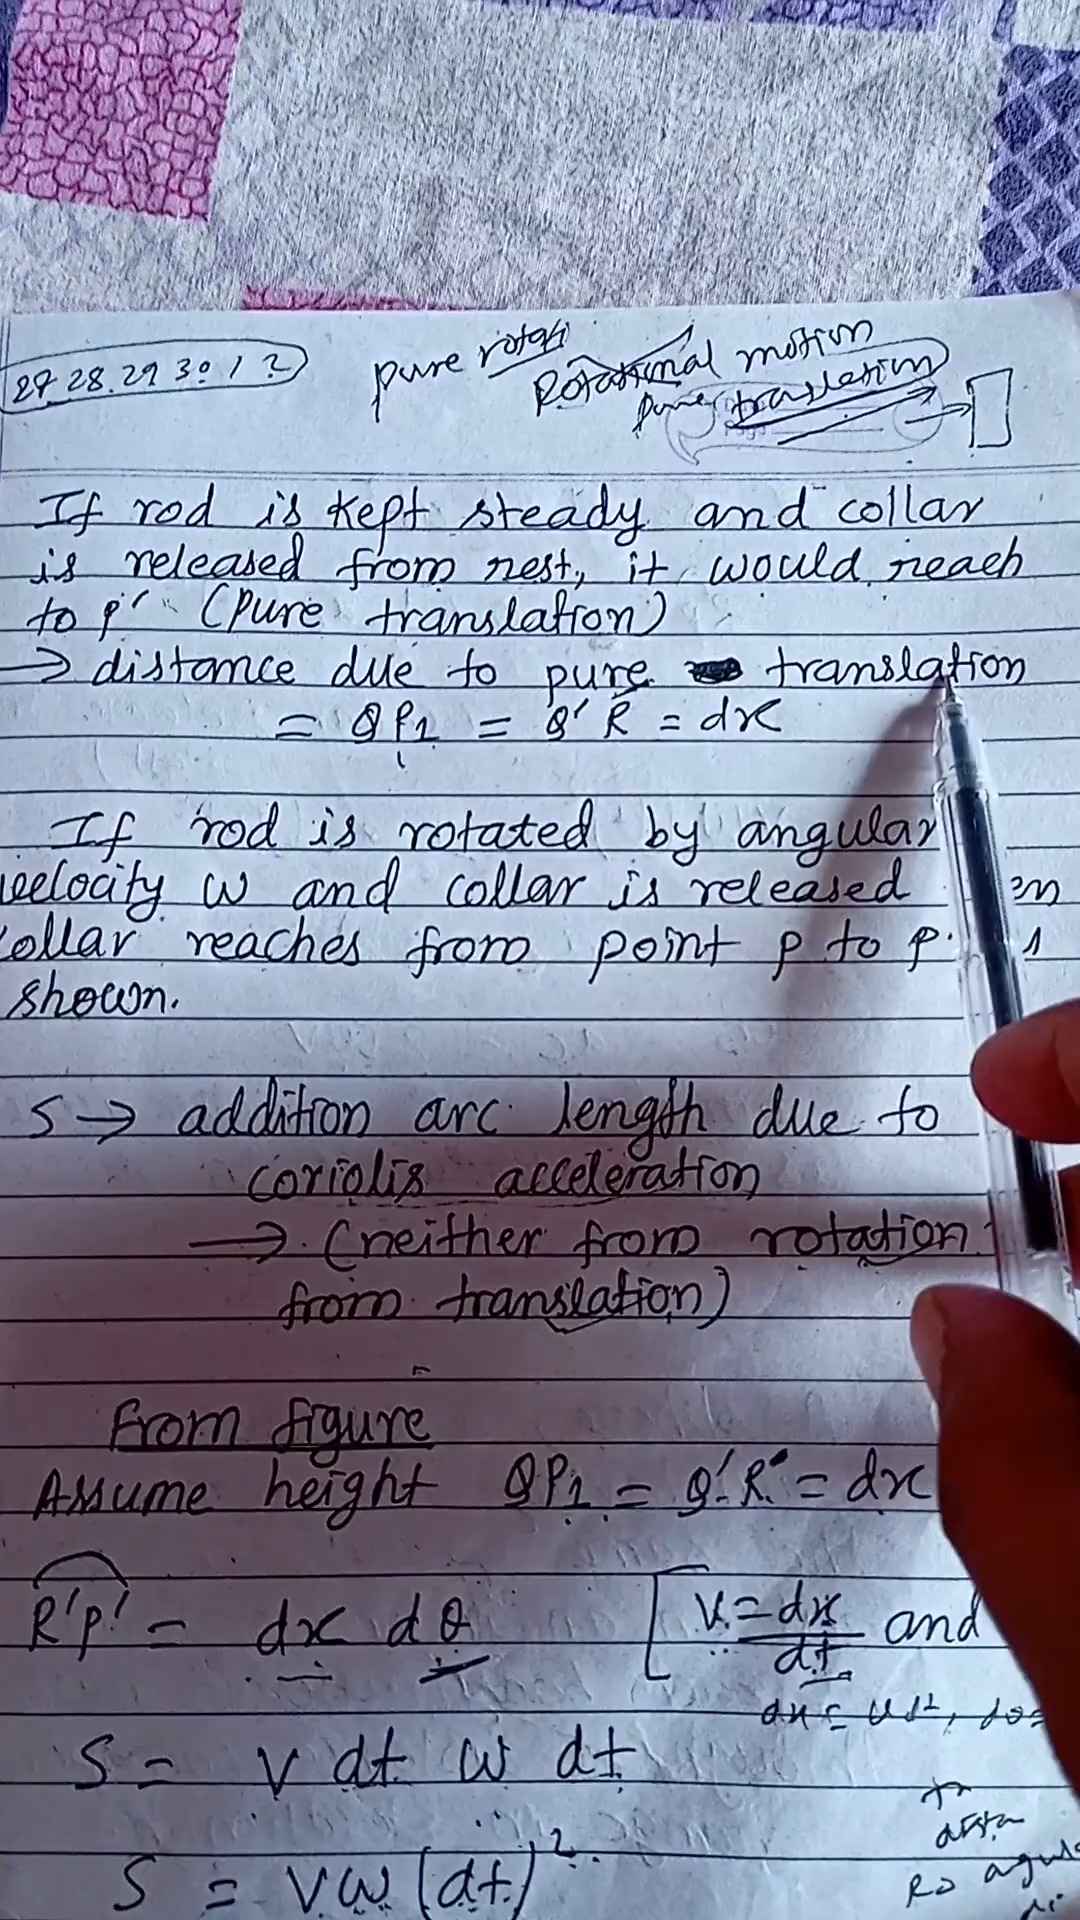 27 28.29 30 1 2
pure rotati
Rotational motion
pure translation
If rod is kept steady and collar
is released from rest, it would reach
to p' (pure translation)
→ distance due to pure translation
= QP1 = Q'R = dx
If rod is rotated by angular
velocity ω and collar is released
collar reaches from point p to p'
shown.
S → addition arc length due to
coriolis acceleration
→ (neither from rotation
from translation)
From figure
Assume height QP1 = Q'R' = dx
R'p' = dx dθ [V = dx/dt and
S = V dt ω dt
S = Vω (dt)²